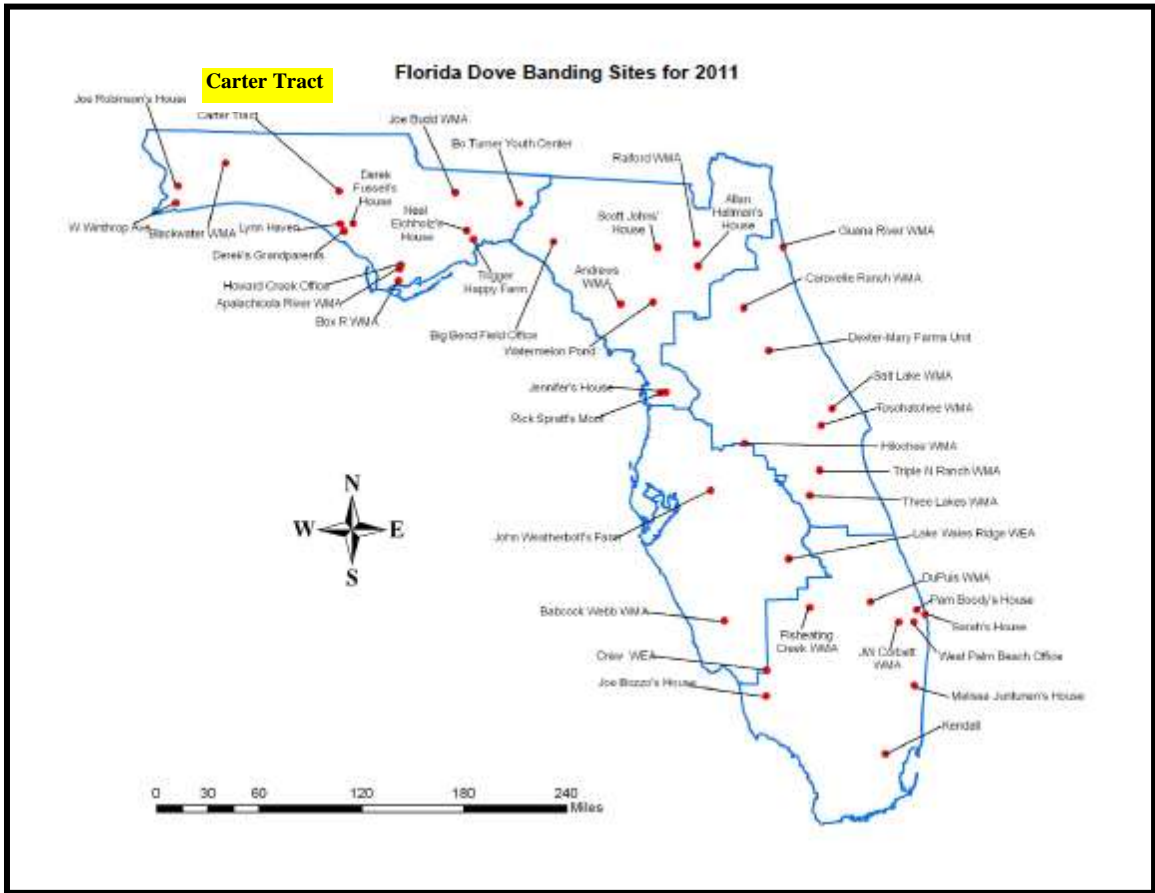 Carter Tract
Florida Dove Banding Sites for 2011
Joe Robinson's House
Carter Tract
Joe Budd WMA
Bo Turner Youth Center
Raiford WMA
Derek
Fussell's
House
Allan
Hallman's
House
Scott Johns'
House
Neal
Eichholz's
House
W Winthrop Ave
Blackwater WMA
Lynn Haven
Guana River WMA
Derek's Grandparents
Trigger
Happy Farm
Andrews
WMA
Caravelle Ranch WMA
Howard Creek Office
Apalachicola River WMA
Box R WMA
Big Bend Field Office
Watermelon Pond
Dexter-Mary Farms Unit
Salt Lake WMA
Jennifer's House
Tosohatchee WMA
Rick Spratt's Mom
Hilochee WMA
Triple N Ranch WMA
N
W E
S
Three Lakes WMA
John Weatherbolt's Farm
Lake Wales Ridge WEA
DuPuis WMA
Pam Boody's House
Babcock Webb WMA
Fisheating
Creek WMA
Sarah's House
JW Corbett
WMA
West Palm Beach Office
Crew WEA
Joe Bozzo's House
Melissa Juntunen's House
Kendall
0 30 60 120 180 240
Miles